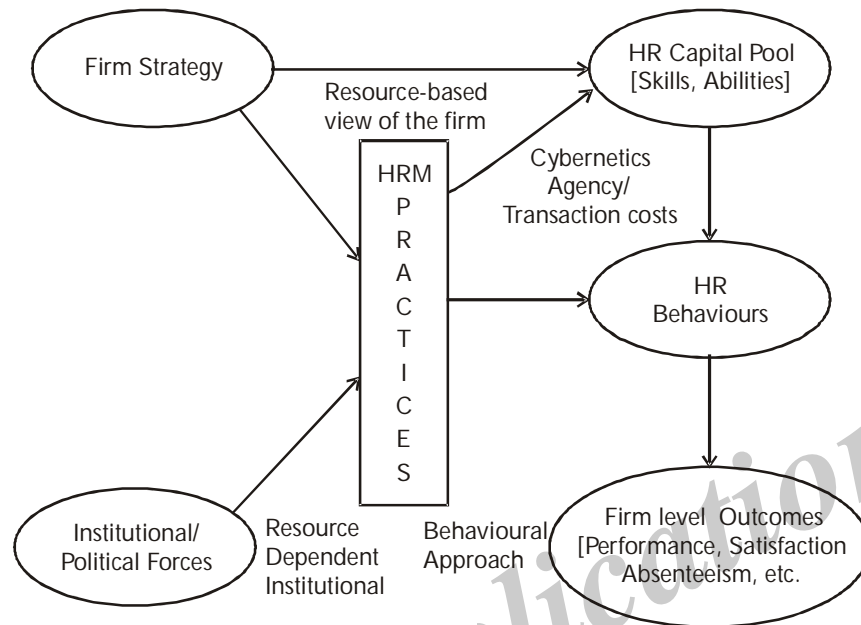 Firm Strategy
HR Capital Pool
[Skills, Abilities]
Resource-based
view of the firm
Cybernetics
Agency/
Transaction costs
HRM
P
R
A
C
T
I
C
E
S
HR
Behaviours
Institutional/
Political Forces
Resource
Dependent
Institutional
Behavioural
Approach
Firm level Outcomes
[Performance, Satisfaction
Absenteeism, etc.